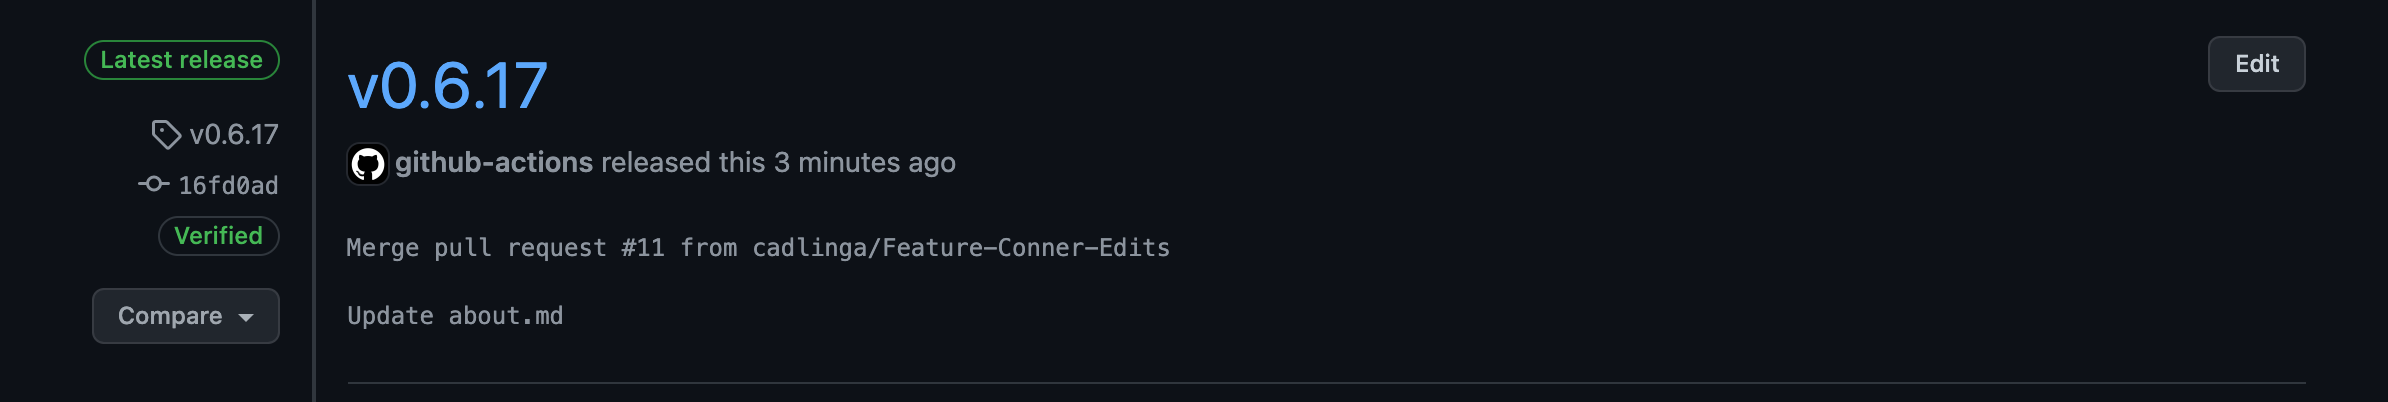 Latest release
v0.6.17
16fd0ad
Verified
Compare
v0.6.17
Edit
github-actions released this 3 minutes ago
Merge pull request #11 from cadlinga/Feature-Conner-Edits
Update about.md